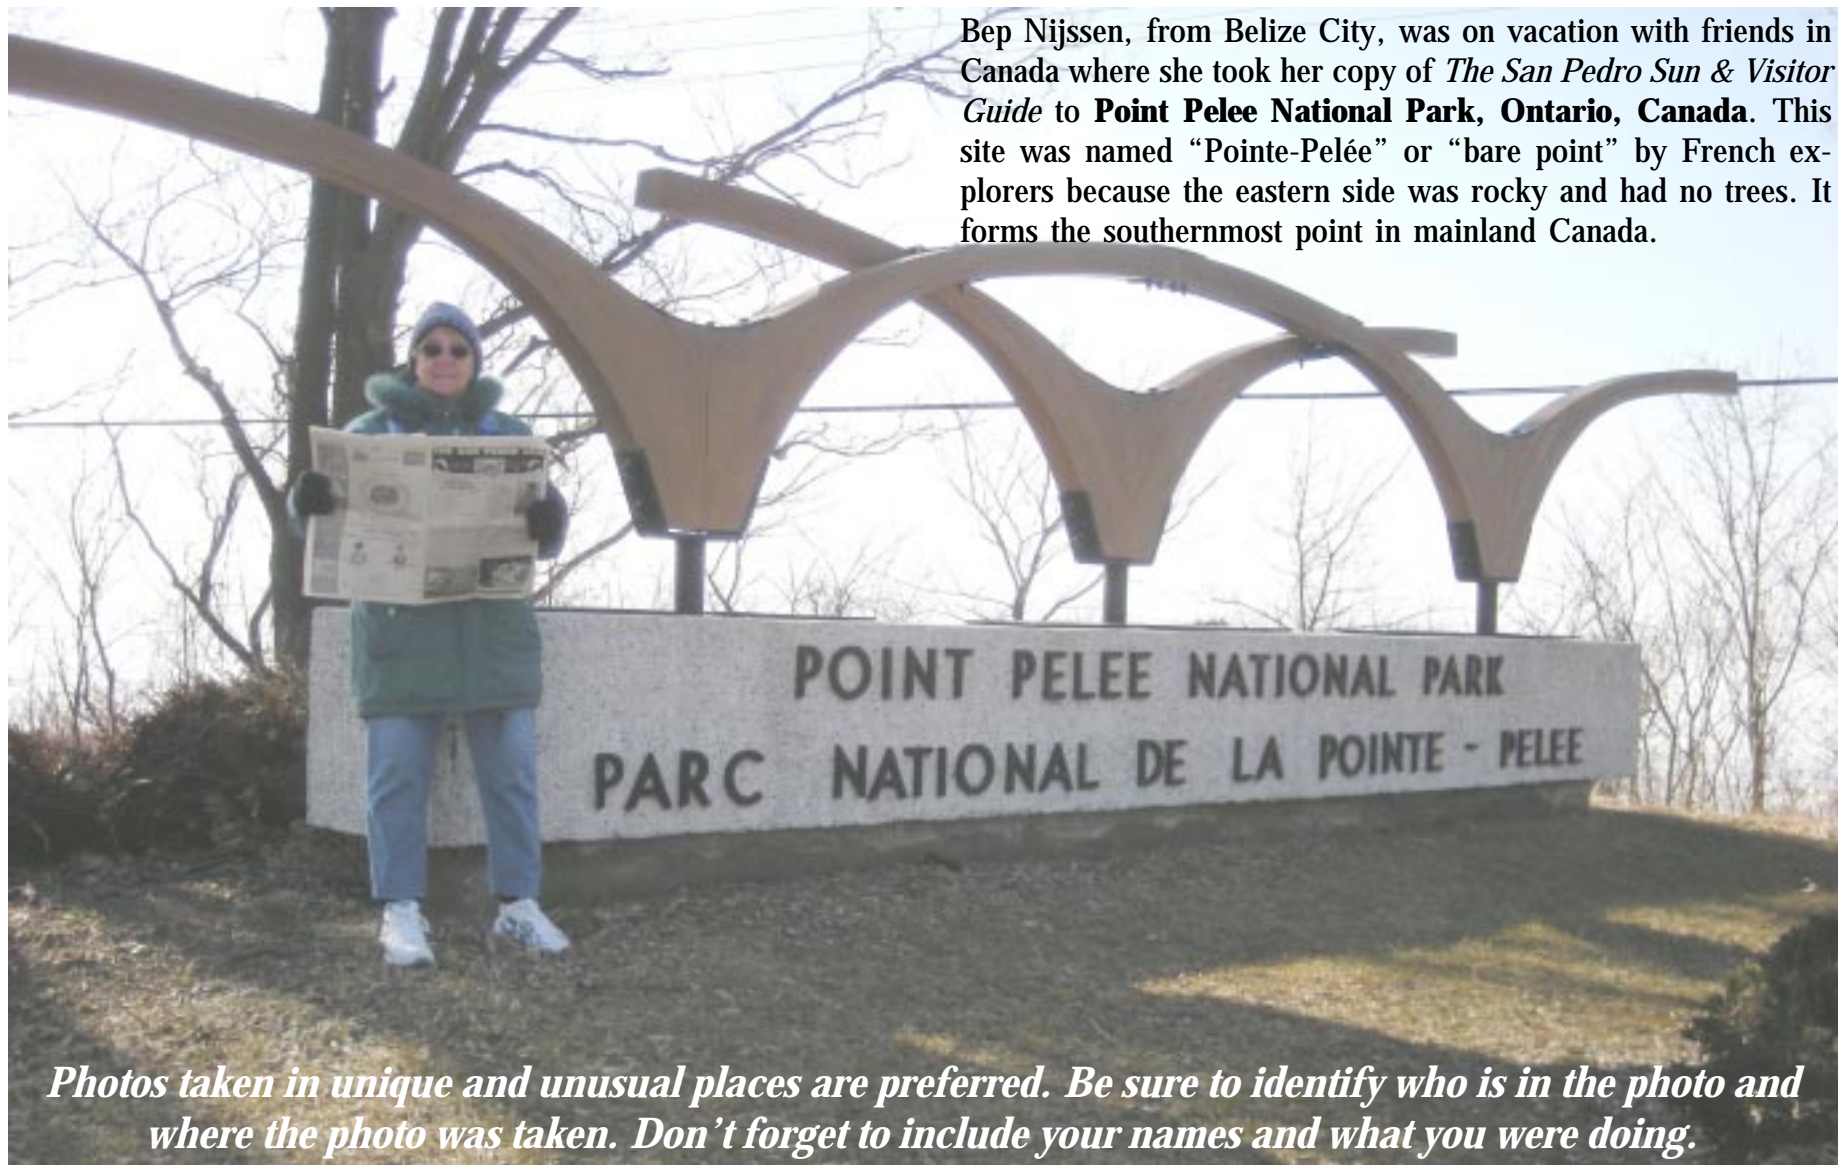 Bep Nijssen, from Belize City, was on vacation with friends in
Canada where she took her copy of The San Pedro Sun & Visitor
Guide to Point Pelee National Park, Ontario, Canada. This
site was named “Pointe-Pelée” or “bare point” by French ex-
plorers because the eastern side was rocky and had no trees. It
forms the southernmost point in mainland Canada.
POINT PELEE NATIONAL PARK
PARC NATIONAL DE LA POINTE - PELEE
Photos taken in unique and unusual places are preferred. Be sure to identify who is in the photo and
where the photo was taken. Don’t forget to include your names and what you were doing.